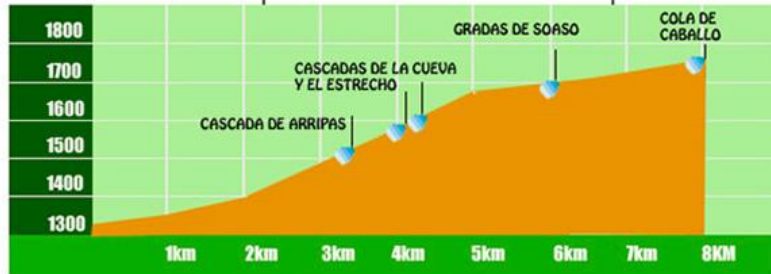 1800
1700
1600
1500
1400
1300
COLA DE
CABALLO
GRADAS DE SOASO
CASCADAS DE LA CUEVA
Y EL ESTRECHO
CASCADA DE ARRIPAS
1km 2km 3km 4km 5km 6km 7km 8KM